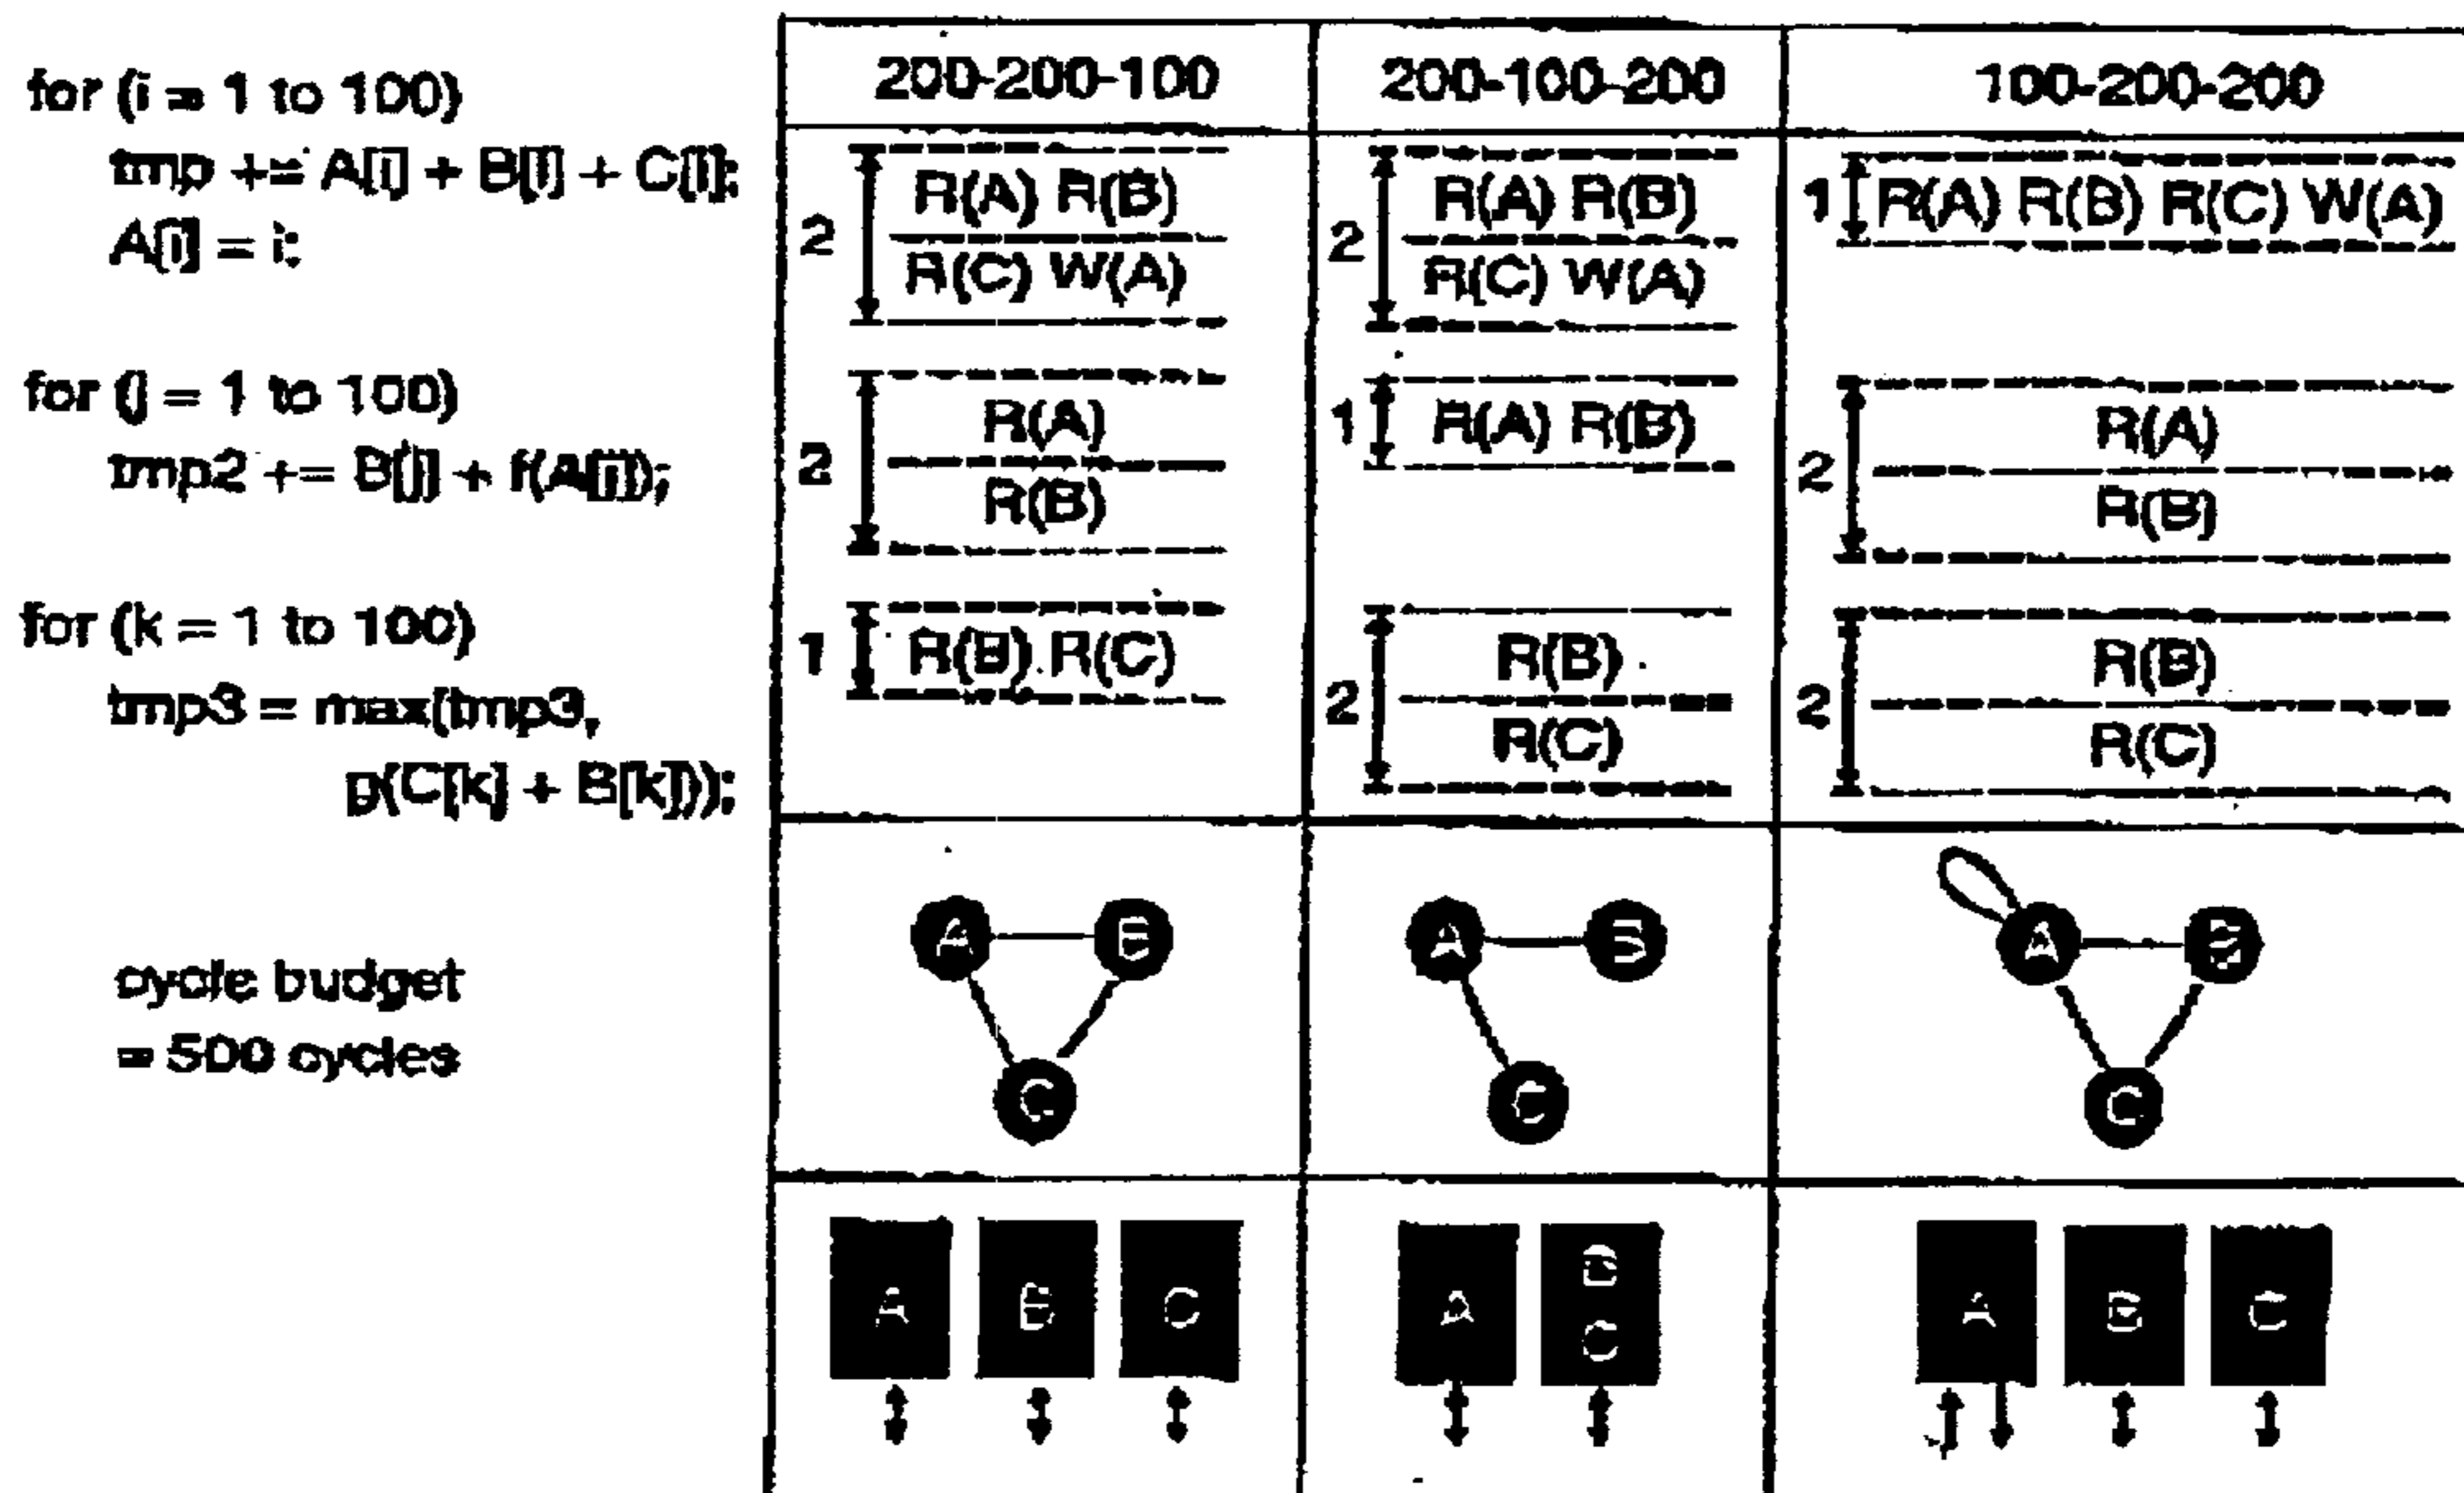 for (i = 1 to 100)
tmp += A[i] + B[i] + C[i];
A[i] = i;
for (j = 1 to 100)
tmp2 += B[j] + f(A[j]);
for (k = 1 to 100)
tmp3 = max(tmp3,
g(C[k] + B[k]));
cycle budget
= 500 cycles
200-200-100
2
R(A) R(B)
R(C) W(A)
2
R(A)
R(B)
1
R(B) R(C)
A
B
C
A
B
C
200-100-200
2
R(A) R(B)
R(C) W(A)
1
R(A) R(B)
2
R(B)
R(C)
A
B
C
A
B
C
100-200-200
1
R(A) R(B) R(C) W(A)
2
R(A)
R(B)
2
R(B)
R(C)
A
B
C
A
B
C